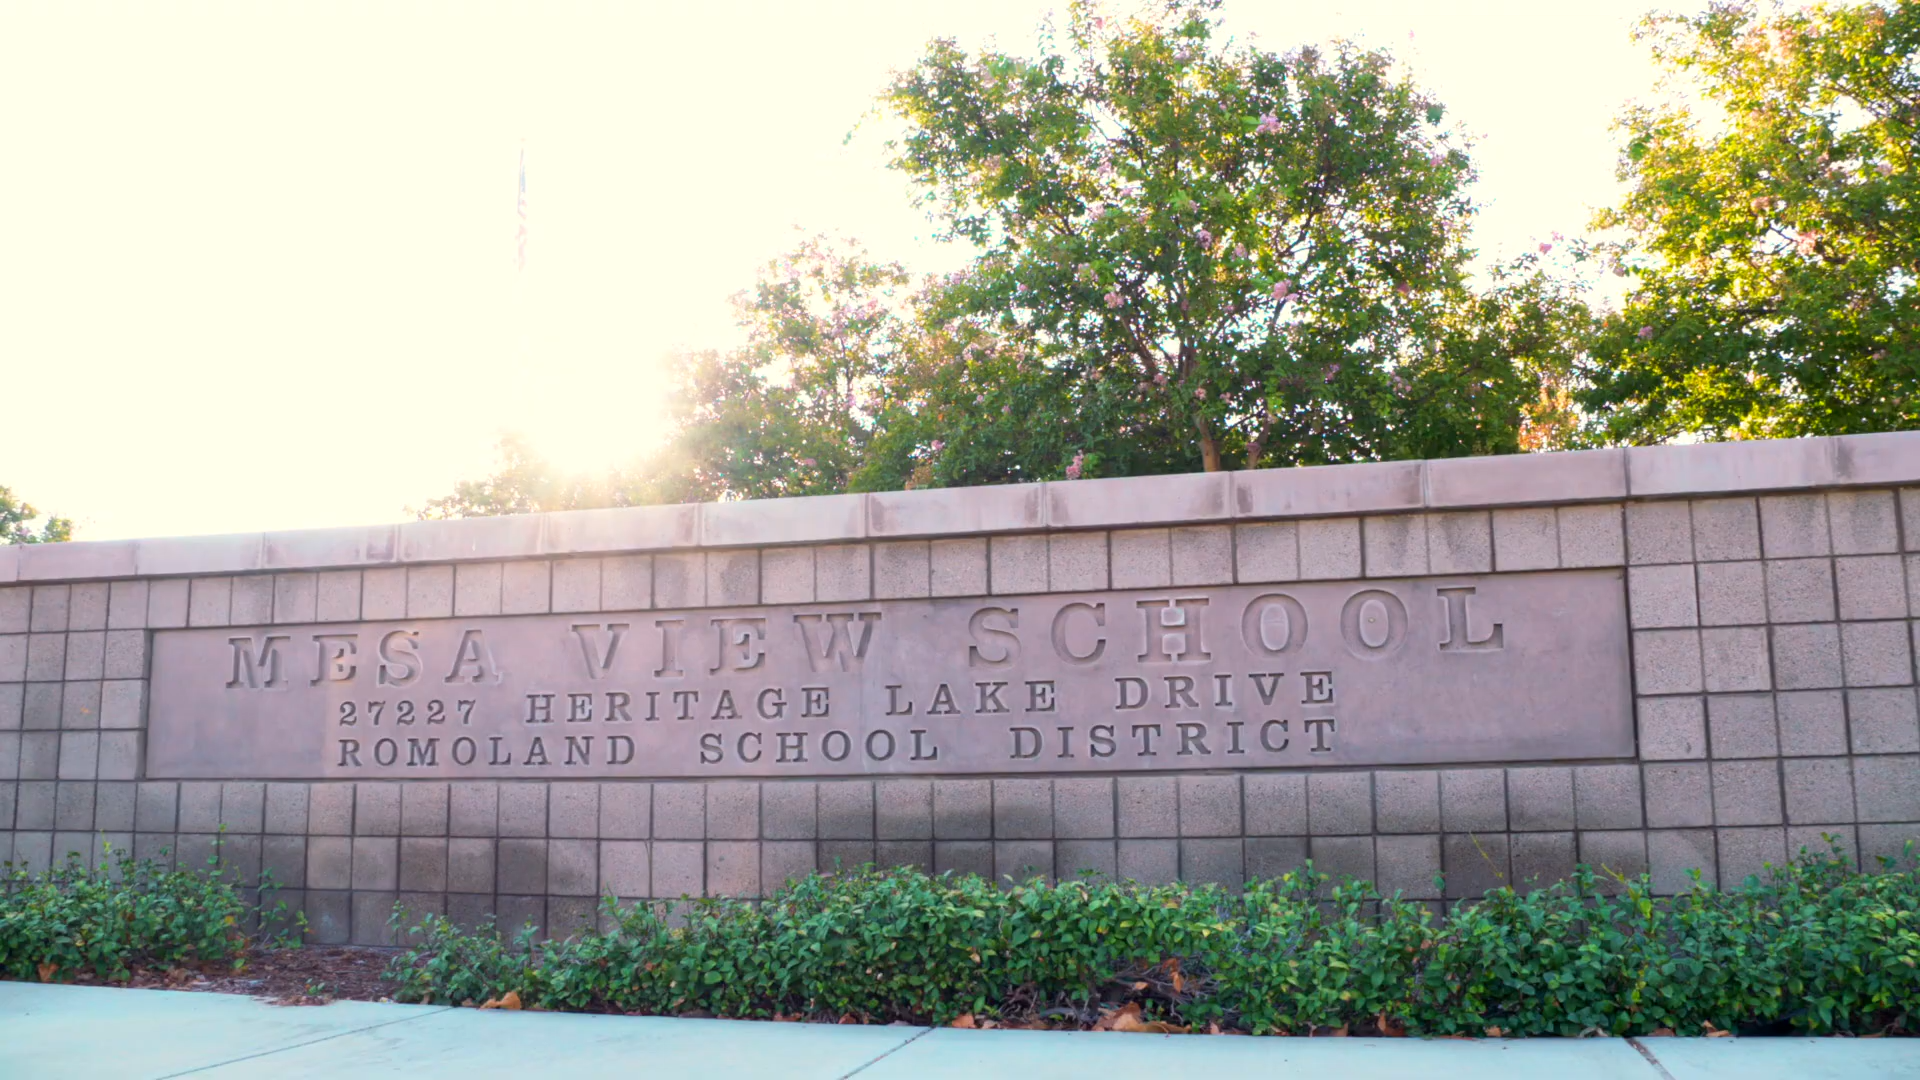 MESA VIEW SCHOOL
27227 HERITAGE LAKE DRIVE
ROMOLAND SCHOOL DISTRICT